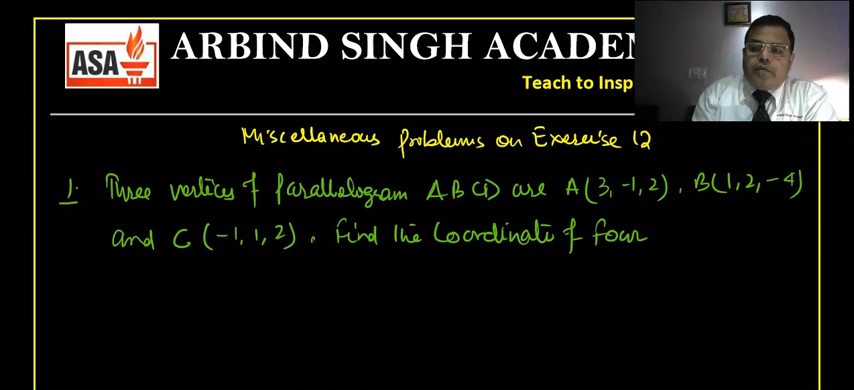 ASA
ARBIND SINGH ACADEM
Teach to Insp
Miscellaneous problems on Exercise 12
1. Three vertices of parallelogram ABCD are A(3, -1, 2), B(1, 2, -4)
and C(-1, 1, 2). Find the Coordinate of four